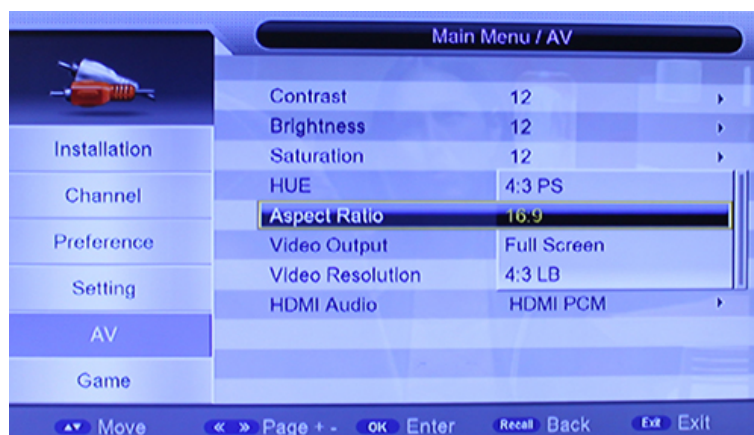 Main Menu / AV
Installation
Channel
Preference
Setting
AV
Game
Contrast 12
Brightness 12
Saturation 12
HUE
Aspect Ratio
Video Output
Video Resolution
HDMI Audio HDMI PCM
4:3 PS
16:9
Full Screen
4:3 LB
Move
Page + -
OK Enter
Recall Back
Exit Exit